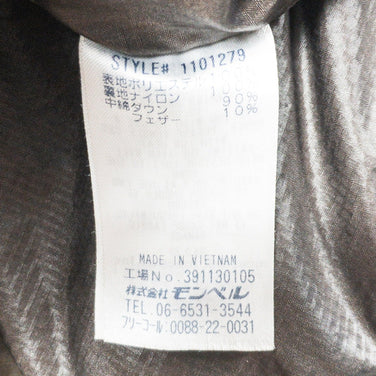 STYLE# 1101279
表地ポリエステル
裏地ナイロン
中綿ダウン 90%
フェザー 10%
MADE IN VIETNAM
工場No.391130105
株式会社モンベル
TEL.06-6531-3544
フリーコール.0088-22-0031